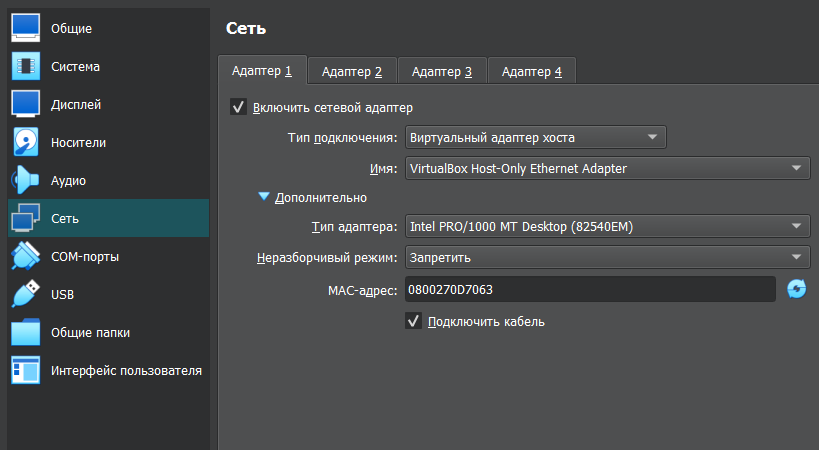 Общие
Система
Дисплей
Носители
Аудио
Сеть
COM-порты
USB
Общие папки
Интерфейс пользователя
Сеть
Адаптер 1 Адаптер 2 Адаптер 3 Адаптер 4
Включить сетевой адаптер
Тип подключения: Виртуальный адаптер хоста
Имя: VirtualBox Host-Only Ethernet Adapter
Дополнительно
Тип адаптера: Intel PRO/1000 MT Desktop (82540EM)
Неразборчивый режим: Запретить
MAC-адрес: 0800270D7063
Подключить кабель